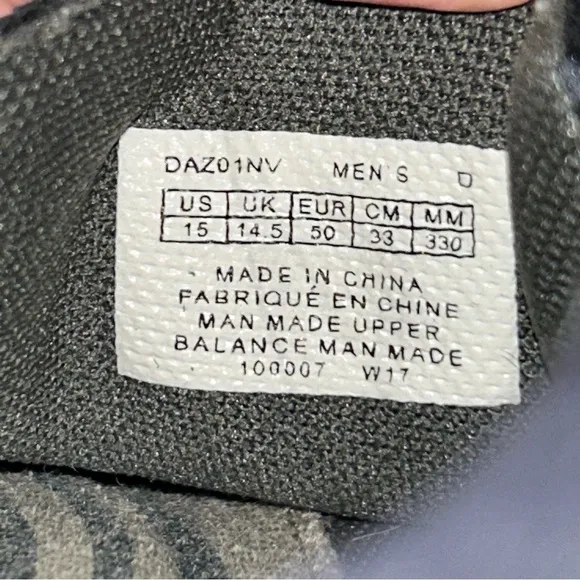 DAZ01NV MEN'S D
US UK EUR CM MM
15 14.5 50 33 330
MADE IN CHINA
FABRIQUÉ EN CHINE
MAN MADE UPPER
BALANCE MAN MADE
100007 W17